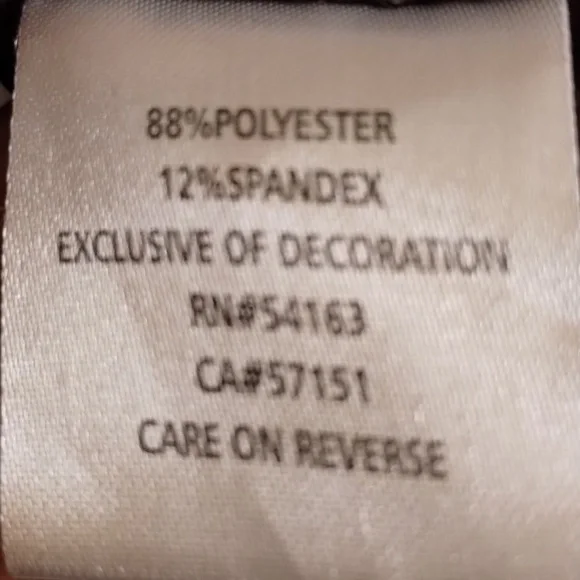 88%POLYESTER
12%SPANDEX
EXCLUSIVE OF DECORATION
RN#54163
CA#57151
CARE ON REVERSE